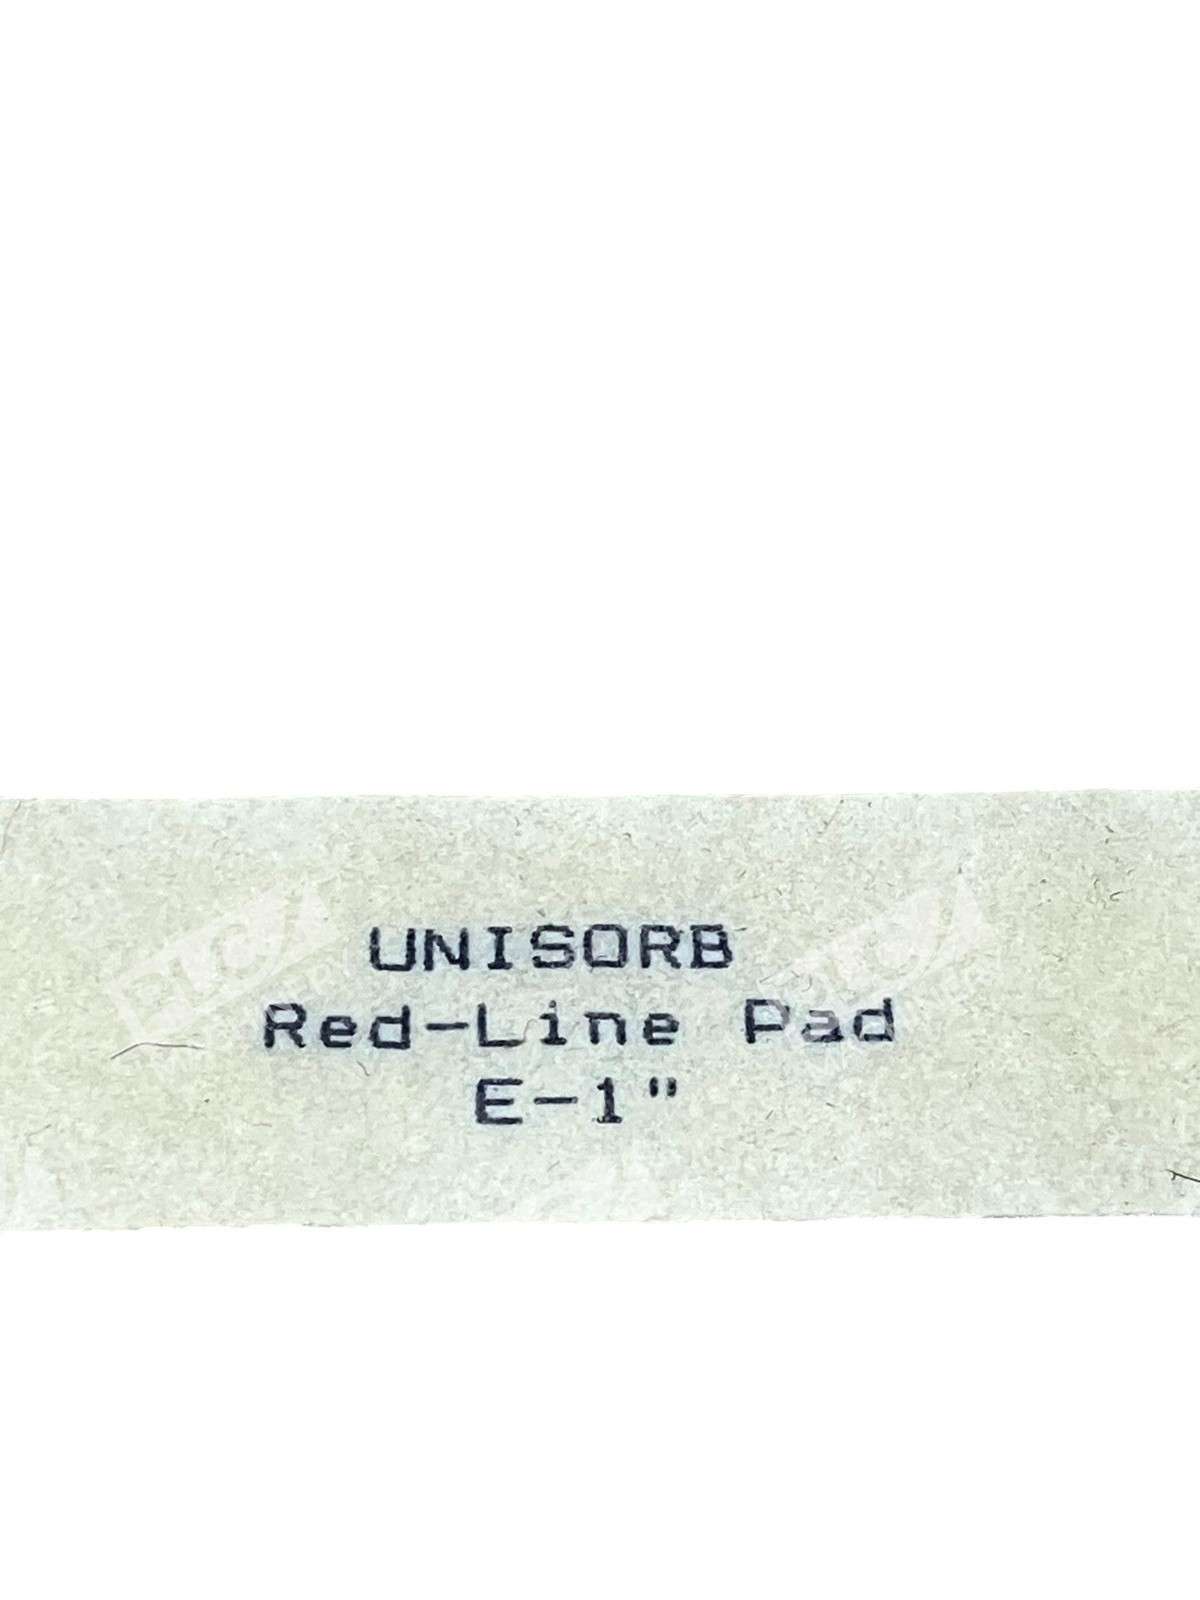 UNISORB
Red-Line Pad
E-1"